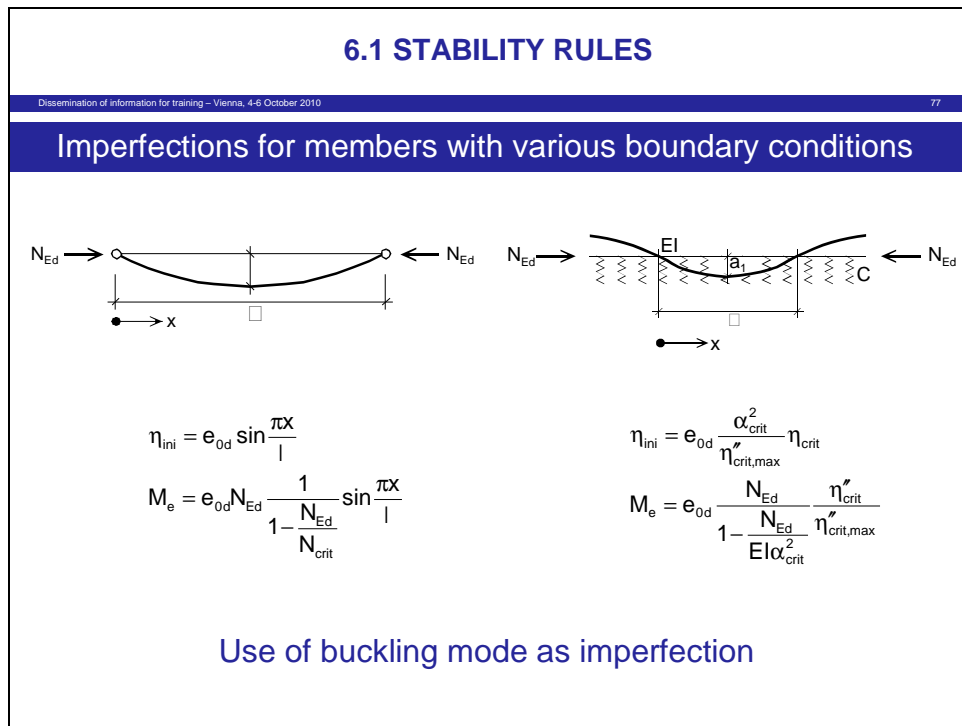 6.1 STABILITY RULES
Dissemination of information for training – Vienna, 4-6 October 2010 77
Imperfections for members with various boundary conditions
N_Ed N_Ed N_Ed EI a₁ C N_Ed
□ □
x x
η_ini = e_0d sin πx/l
η_ini = e_0d α²_crit/η″_crit,max η_crit
M_e = e_0d N_Ed 1/(1 − N_Ed/N_crit) sin πx/l
M_e = e_0d N_Ed/(1 − N_Ed/(EIα²_crit)) η″_crit/η″_crit,max
Use of buckling mode as imperfection